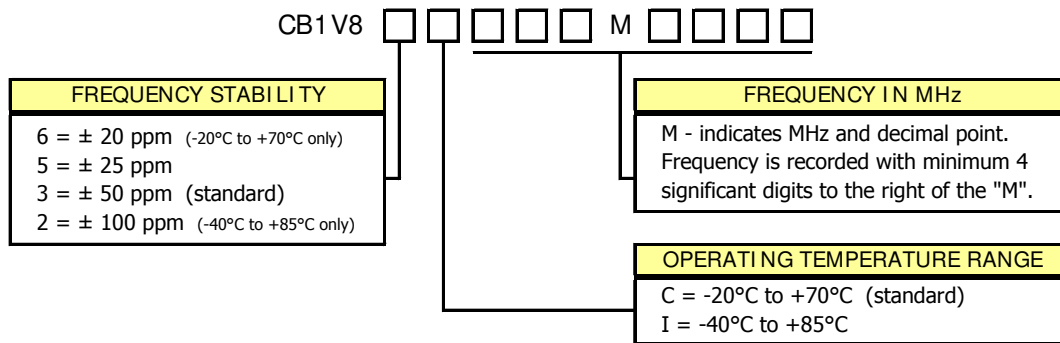 CB1V8 □ □ □ □ □ M □ □ □ □
FREQUENCY STABILITY
6 = ± 20 ppm (-20°C to +70°C only)
5 = ± 25 ppm
3 = ± 50 ppm (standard)
2 = ± 100 ppm (-40°C to +85°C only)
FREQUENCY IN MHz
M - indicates MHz and decimal point.
Frequency is recorded with minimum 4
significant digits to the right of the "M".
OPERATING TEMPERATURE RANGE
C = -20°C to +70°C (standard)
I = -40°C to +85°C